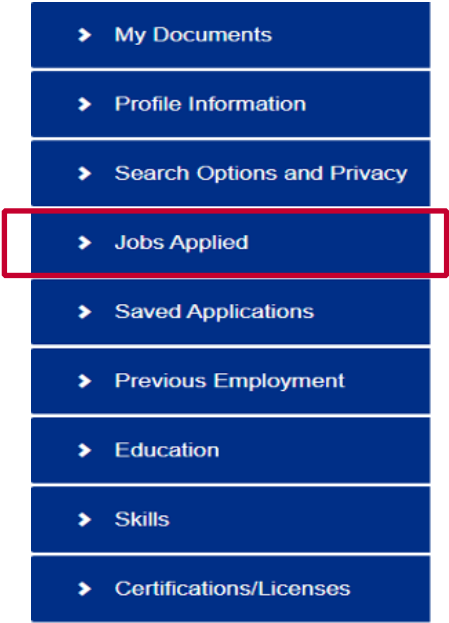 My Documents
Profile Information
Search Options and Privacy
Jobs Applied
Saved Applications
Previous Employment
Education
Skills
Certifications/Licenses